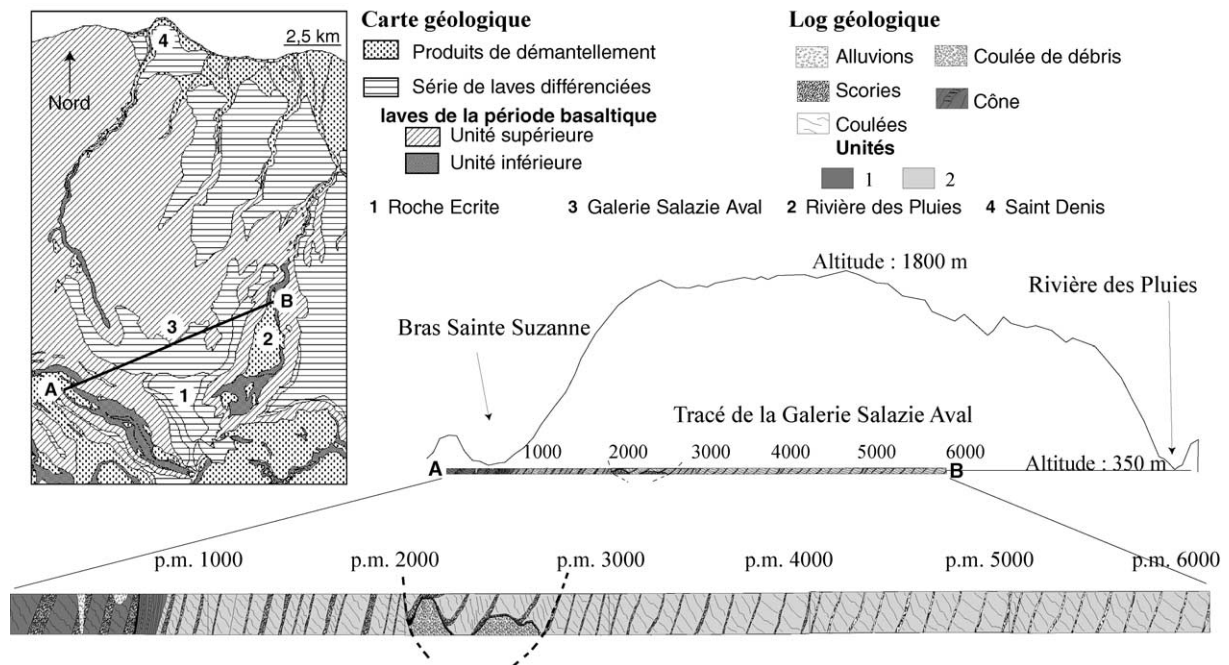 4
2,5 km
Nord
3
B
2
A
1
Carte géologique
Produits de démantellement
Série de laves différenciées
laves de la période basaltique
Unité supérieure
Unité inférieure
Log géologique
Alluvions
Coulée de débris
Scories
Cône
Coulées
Unités
1
2
1 Roche Ecrite
3 Galerie Salazie Aval
2 Rivière des Pluies
4 Saint Denis
Altitude : 1800 m
Rivière des Pluies
Bras Sainte Suzanne
Tracé de la Galerie Salazie Aval
1000 2000 3000 4000 5000 6000
Altitude : 350 m
A
B
p.m. 1000 p.m. 2000 p.m. 3000 p.m. 4000 p.m. 5000 p.m. 6000